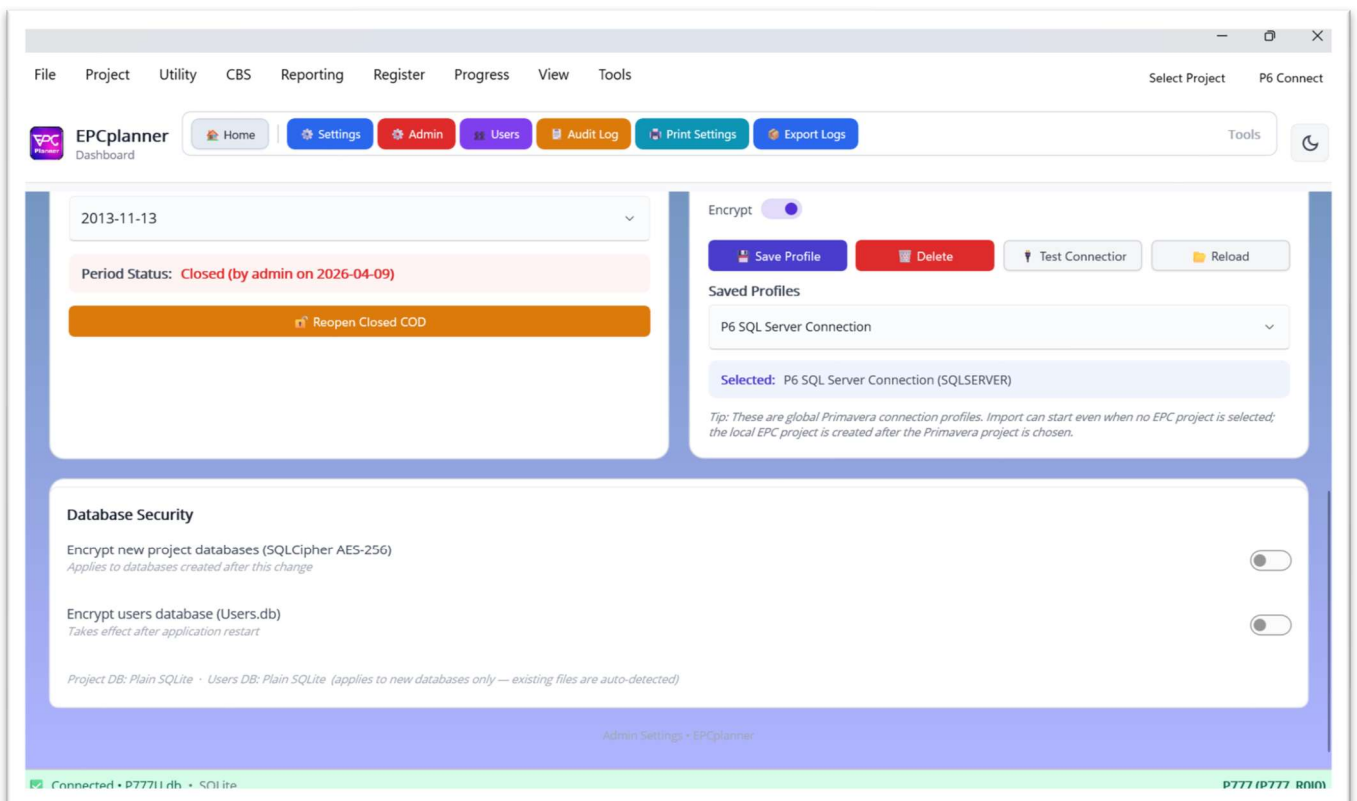 File Project Utility CBS Reporting Register Progress View Tools Select Project P6 Connect
EPC
Planner
EPCplanner
Dashboard
Home Settings Admin Users Audit Log Print Settings Export Logs Tools
2013-11-13
Period Status: Closed (by admin on 2026-04-09)
Reopen Closed COD
Encrypt
Save Profile Delete Test Connectior Reload
Saved Profiles
P6 SQL Server Connection
Selected: P6 SQL Server Connection (SQLSERVER)
Tip: These are global Primavera connection profiles. Import can start even when no EPC project is selected;
the local EPC project is created after the Primavera project is chosen.
Database Security
Encrypt new project databases (SQLCipher AES-256)
Applies to databases created after this change
Encrypt users database (Users.db)
Takes effect after application restart
Project DB: Plain SQLite · Users DB: Plain SQLite (applies to new databases only — existing files are auto-detected)
Admin Settings • EPCplanner
Connected • P777U.db • SQLite